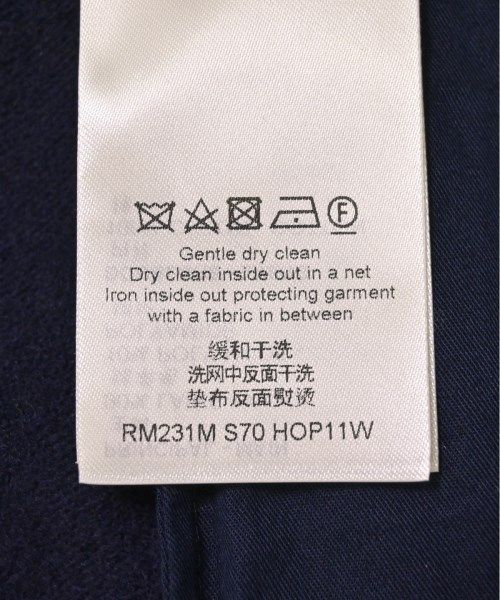 F
Gentle dry clean
Dry clean inside out in a net
Iron inside out protecting garment
with a fabric in between
缓和干洗
洗网中反面干洗
垫布反面熨烫
RM231M S70 HOP11W